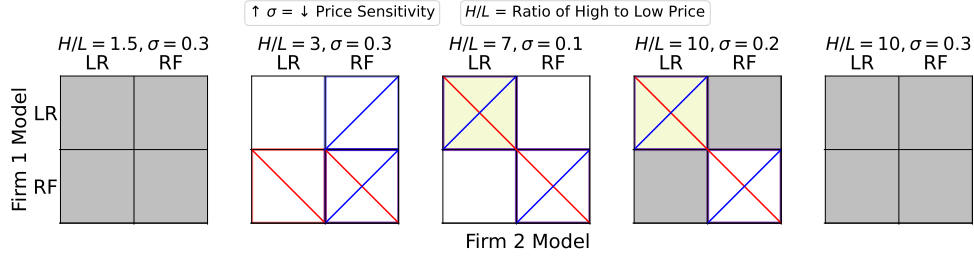 ↑ σ = ↓ Price Sensitivity
H/L = Ratio of High to Low Price
H/L = 1.5, σ = 0.3
H/L = 3, σ = 0.3
H/L = 7, σ = 0.1
H/L = 10, σ = 0.2
H/L = 10, σ = 0.3
LR RF
LR RF
LR RF
LR RF
LR RF
Firm 1 Model
LR
RF
Firm 2 Model